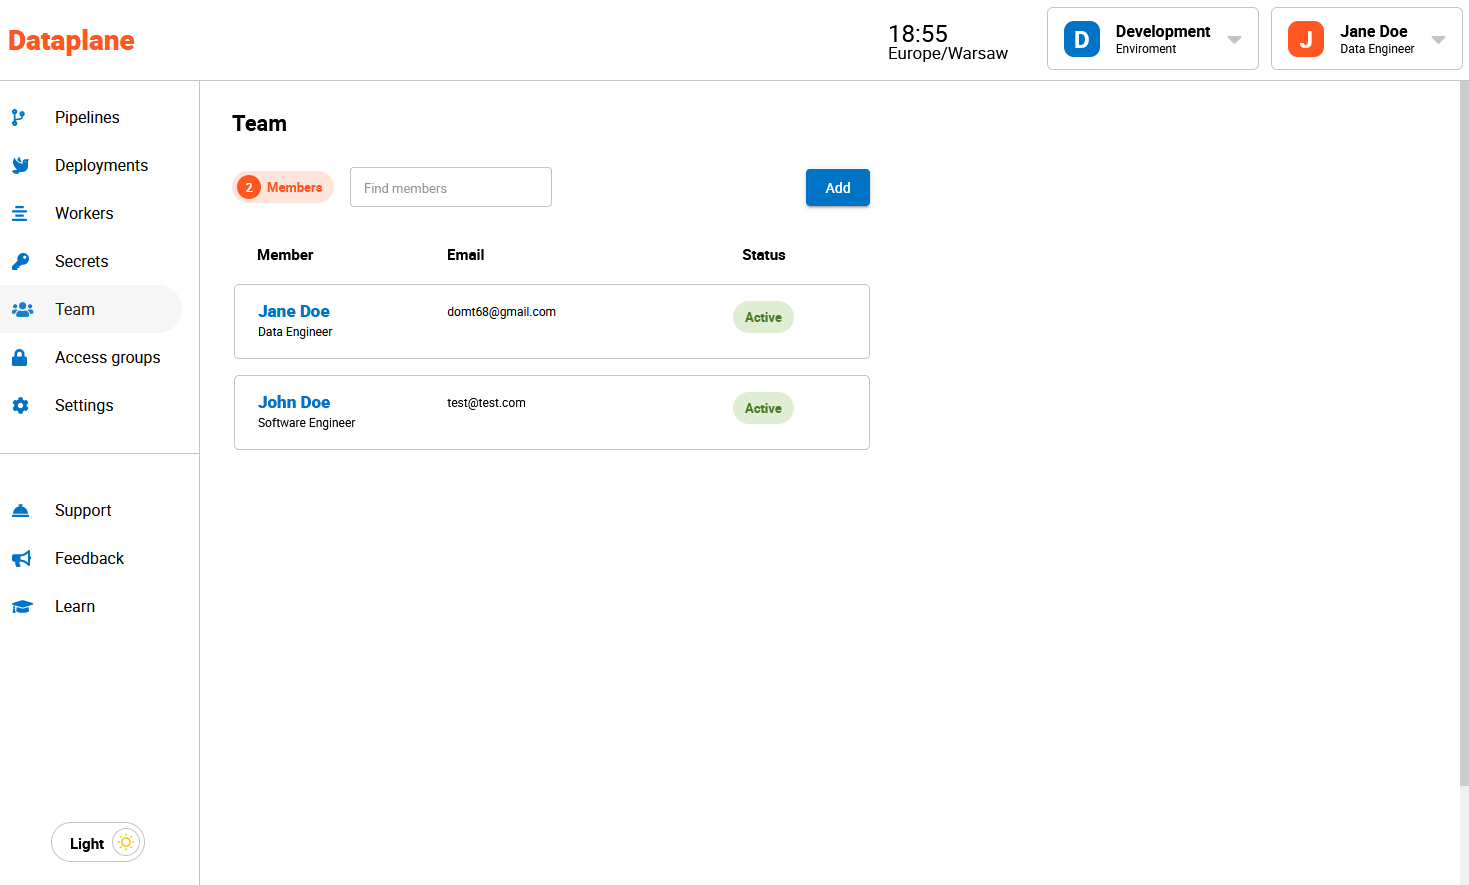 Dataplane
18:55
Europe/Warsaw
D
Development
Enviroment
J
Jane Doe
Data Engineer
Pipelines
Deployments
Workers
Secrets
Team
Access groups
Settings
Support
Feedback
Learn
Light
Team
2 Members
Find members
Add
Member Email Status
Jane Doe domt68@gmail.com Active
Data Engineer
John Doe test@test.com Active
Software Engineer